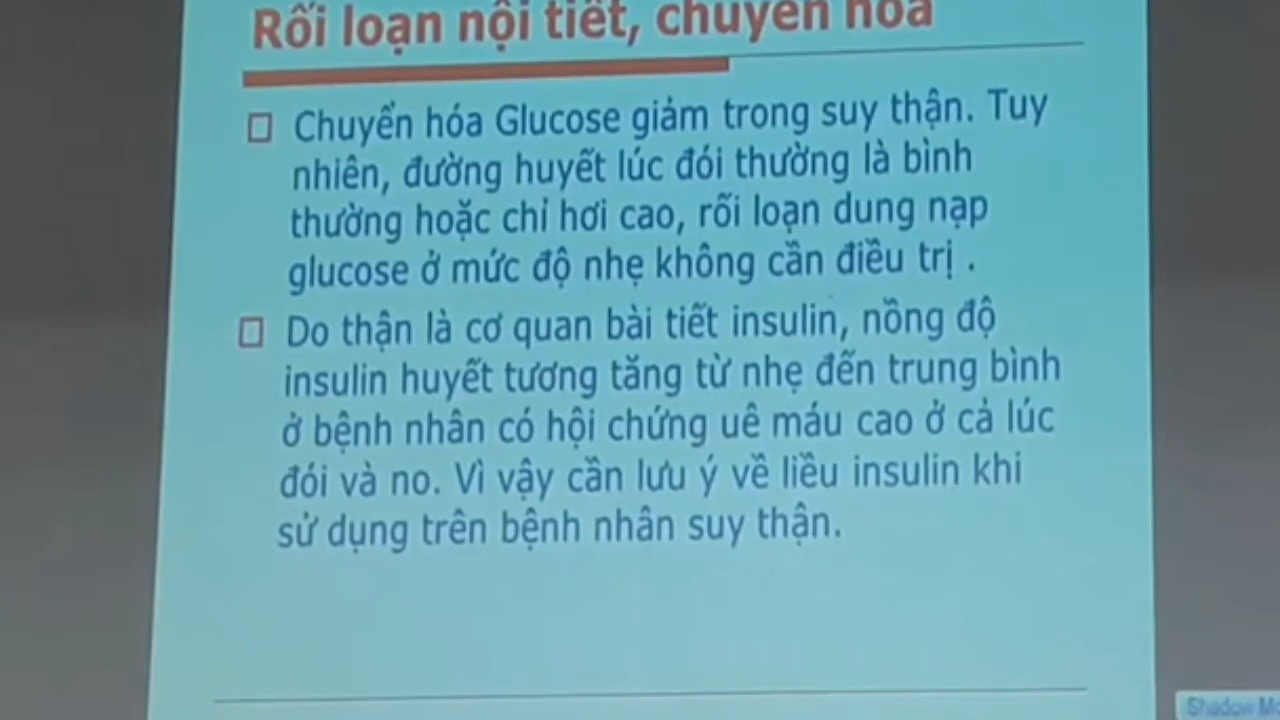 Rối loạn nội tiết, chuyển hóa
Chuyển hóa Glucose giảm trong suy thận. Tuy
nhiên, đường huyết lúc đói thường là bình
thường hoặc chỉ hơi cao, rối loạn dung nạp
glucose ở mức độ nhẹ không cần điều trị .
Do thận là cơ quan bài tiết insulin, nồng độ
insulin huyết tương tăng từ nhẹ đến trung bình
ở bệnh nhân có hội chứng uê máu cao ở cả lúc
đói và no. Vì vậy cần lưu ý về liều insulin khi
sử dụng trên bệnh nhân suy thận.
Shadow